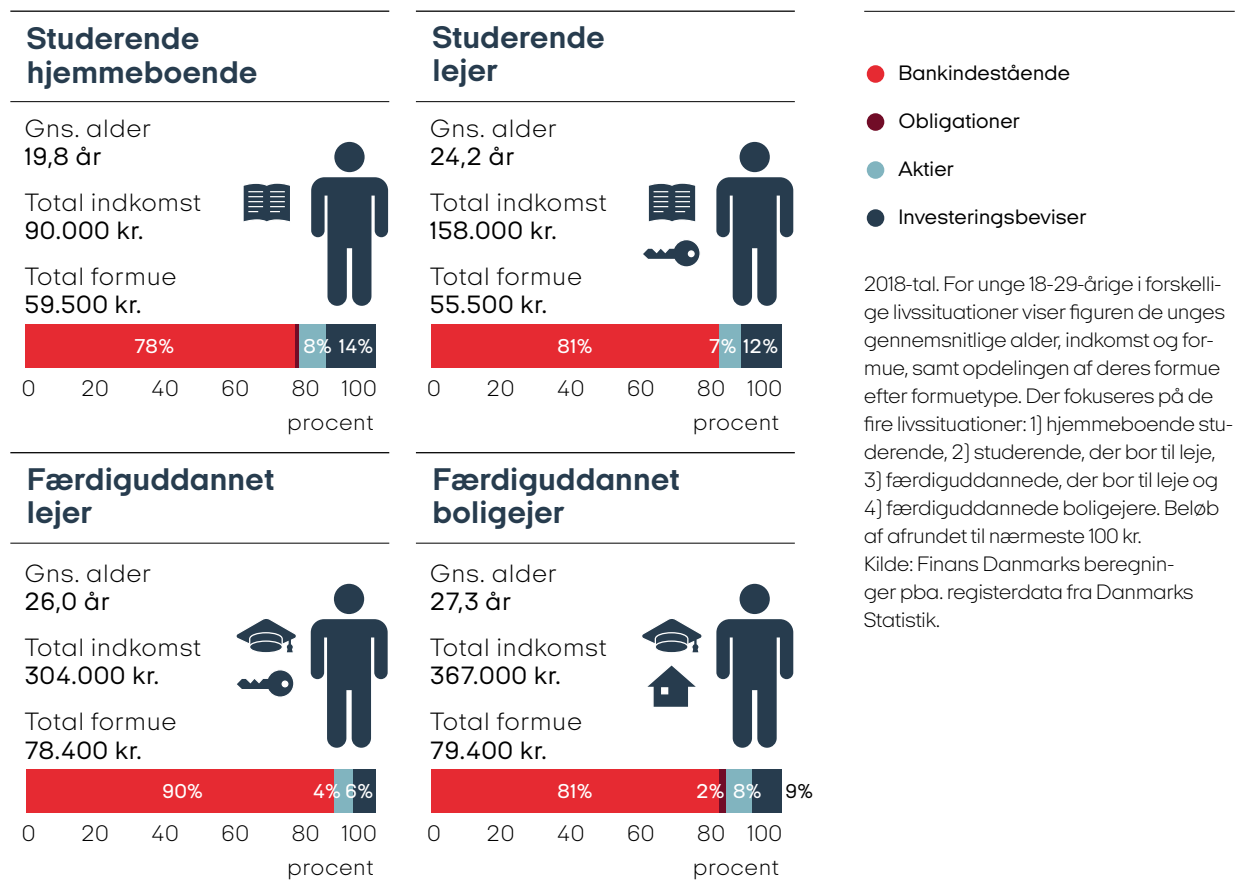 Studerende
hjemmeboende
Gns. alder
19,8 år
Total indkomst
90.000 kr.
Total formue
59.500 kr.
78% 8% 14%
0 20 40 60 80 100
procent
Studerende
lejer
Gns. alder
24,2 år
Total indkomst
158.000 kr.
Total formue
55.500 kr.
81% 7% 12%
0 20 40 60 80 100
procent
Færdiguddannet
lejer
Gns. alder
26,0 år
Total indkomst
304.000 kr.
Total formue
78.400 kr.
90% 4% 6%
0 20 40 60 80 100
procent
Færdiguddannet
boligejer
Gns. alder
27,3 år
Total indkomst
367.000 kr.
Total formue
79.400 kr.
81% 2% 8% 9%
0 20 40 60 80 100
procent
Bankindestående
Obligationer
Aktier
Investeringsbeviser
2018-tal. For unge 18-29-årige i forskelli-
ge livssituationer viser figuren de unges
gennemsnitlige alder, indkomst og for-
mue, samt opdelingen af deres formue
efter formuetype. Der fokuseres på de
fire livssituationer: 1) hjemmeboende stu-
derende, 2) studerende, der bor til leje,
3) færdiguddannede, der bor til leje og
4) færdiguddannede boligejere. Beløb
af afrundet til nærmeste 100 kr.
Kilde: Finans Danmarks beregnin-
ger pba. registerdata fra Danmarks
Statistik.